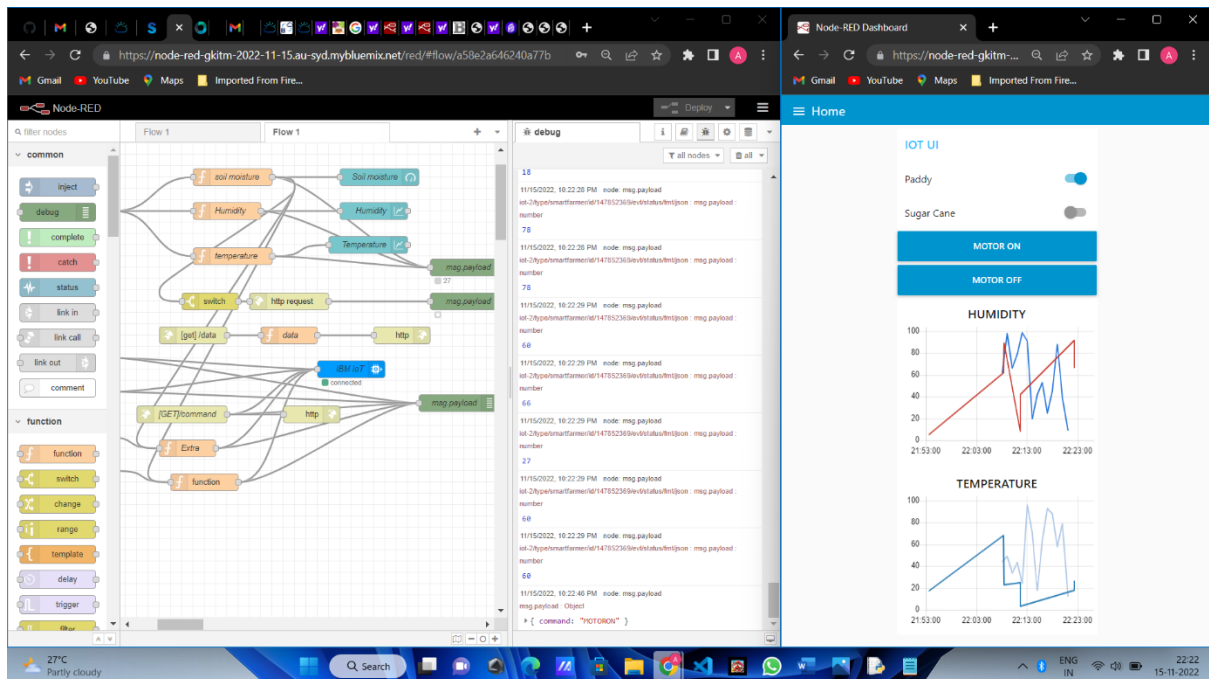 https://node-red-gkitm-2022-11-15.au-syd.mybluemix.net/red/#flow/a58e2a646240a77b
A
Gmail
YouTube
Maps
Imported From Fire...
Node-RED
Deploy
filter nodes
Flow 1
Flow 1
debug
all nodes
all
common
inject
debug
complete
catch
status
link in
link call
link out
comment
function
function
switch
change
range
template
delay
trigger
filter
soil moisture
Soil moisture
Humidity
Humidity
temperature
Temperature
msg.payload
27
switch
http request
msg.payload
[get] /data
data
http
IBM IoT
connected
msg.payload
[GET]/command
http
Extra
function
18
11/15/2022, 10:22:28 PM node: msg.payload
iot-2/type/smartfarmer/id/147852369/evt/status/fmt/json : msg.payload :
number
78
11/15/2022, 10:22:28 PM node: msg.payload
iot-2/type/smartfarmer/id/147852369/evt/status/fmt/json : msg.payload :
number
78
11/15/2022, 10:22:29 PM node: msg.payload
iot-2/type/smartfarmer/id/147852369/evt/status/fmt/json : msg.payload :
number
60
11/15/2022, 10:22:29 PM node: msg.payload
iot-2/type/smartfarmer/id/147852369/evt/status/fmt/json : msg.payload :
number
66
11/15/2022, 10:22:29 PM node: msg.payload
iot-2/type/smartfarmer/id/147852369/evt/status/fmt/json : msg.payload :
number
27
11/15/2022, 10:22:29 PM node: msg.payload
iot-2/type/smartfarmer/id/147852369/evt/status/fmt/json : msg.payload :
number
60
11/15/2022, 10:22:29 PM node: msg.payload
iot-2/type/smartfarmer/id/147852369/evt/status/fmt/json : msg.payload :
number
60
11/15/2022, 10:22:46 PM node: msg.payload
msg.payload : Object
{ command: "MOTORON" }
Node-RED Dashboard
https://node-red-gkitm-...
A
Gmail
YouTube
Maps
Imported From Fire...
Home
IOT UI
Paddy
Sugar Cane
MOTOR ON
MOTOR OFF
HUMIDITY
100
80
60
40
20
0
21:53:00 22:03:00 22:13:00 22:23:00
TEMPERATURE
100
80
60
40
20
0
21:53:00 22:03:00 22:13:00 22:23:00
27°C
Partly cloudy
Search
ENG
IN
22:22
15-11-2022